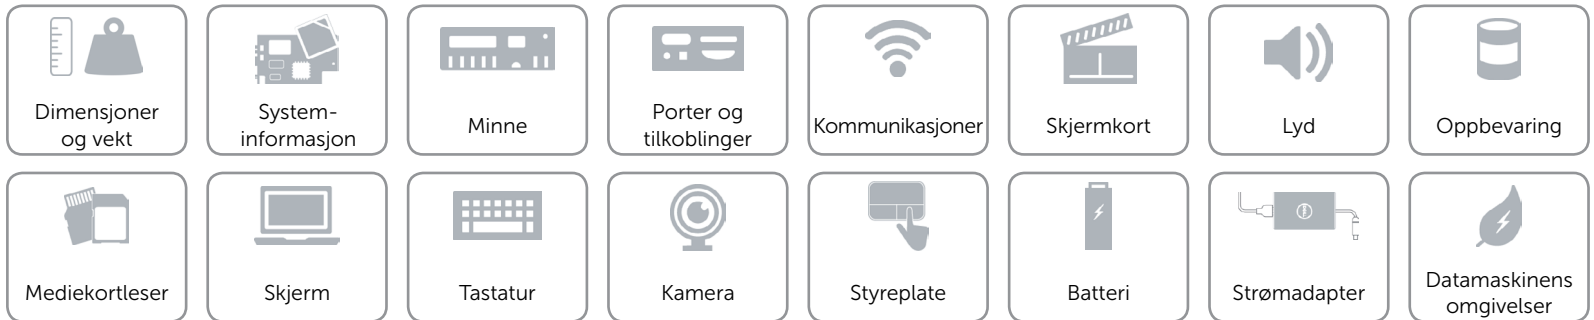 Dimensjoner
og vekt
System-
informasjon
Minne
Porter og
tilkoblinger
Kommunikasjoner
Skjermkort
Lyd
Oppbevaring
Mediekortleser
Skjerm
Tastatur
Kamera
Styreplate
Batteri
Strømadapter
Datamaskinens
omgivelser